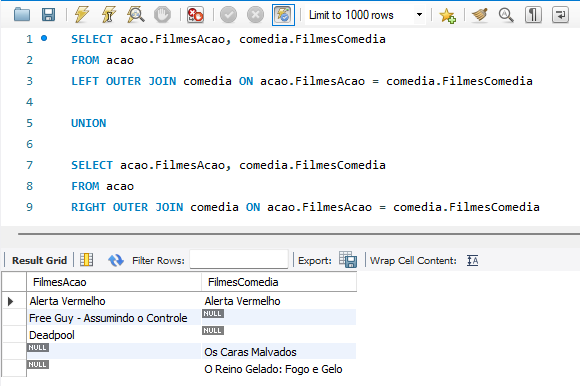 Limit to 1000 rows
1 SELECT acao.FilmesAcao, comedia.FilmesComedia
2 FROM acao
3 LEFT OUTER JOIN comedia ON acao.FilmesAcao = comedia.FilmesComedia
4
5 UNION
6
7 SELECT acao.FilmesAcao, comedia.FilmesComedia
8 FROM acao
9 RIGHT OUTER JOIN comedia ON acao.FilmesAcao = comedia.FilmesComedia
Result Grid Filter Rows: Export: Wrap Cell Content: IA
FilmesAcao FilmesComedia
Alerta Vermelho Alerta Vermelho
Free Guy - Assumindo o Controle NULL
Deadpool NULL
NULL Os Caras Malvados
NULL O Reino Gelado: Fogo e Gelo